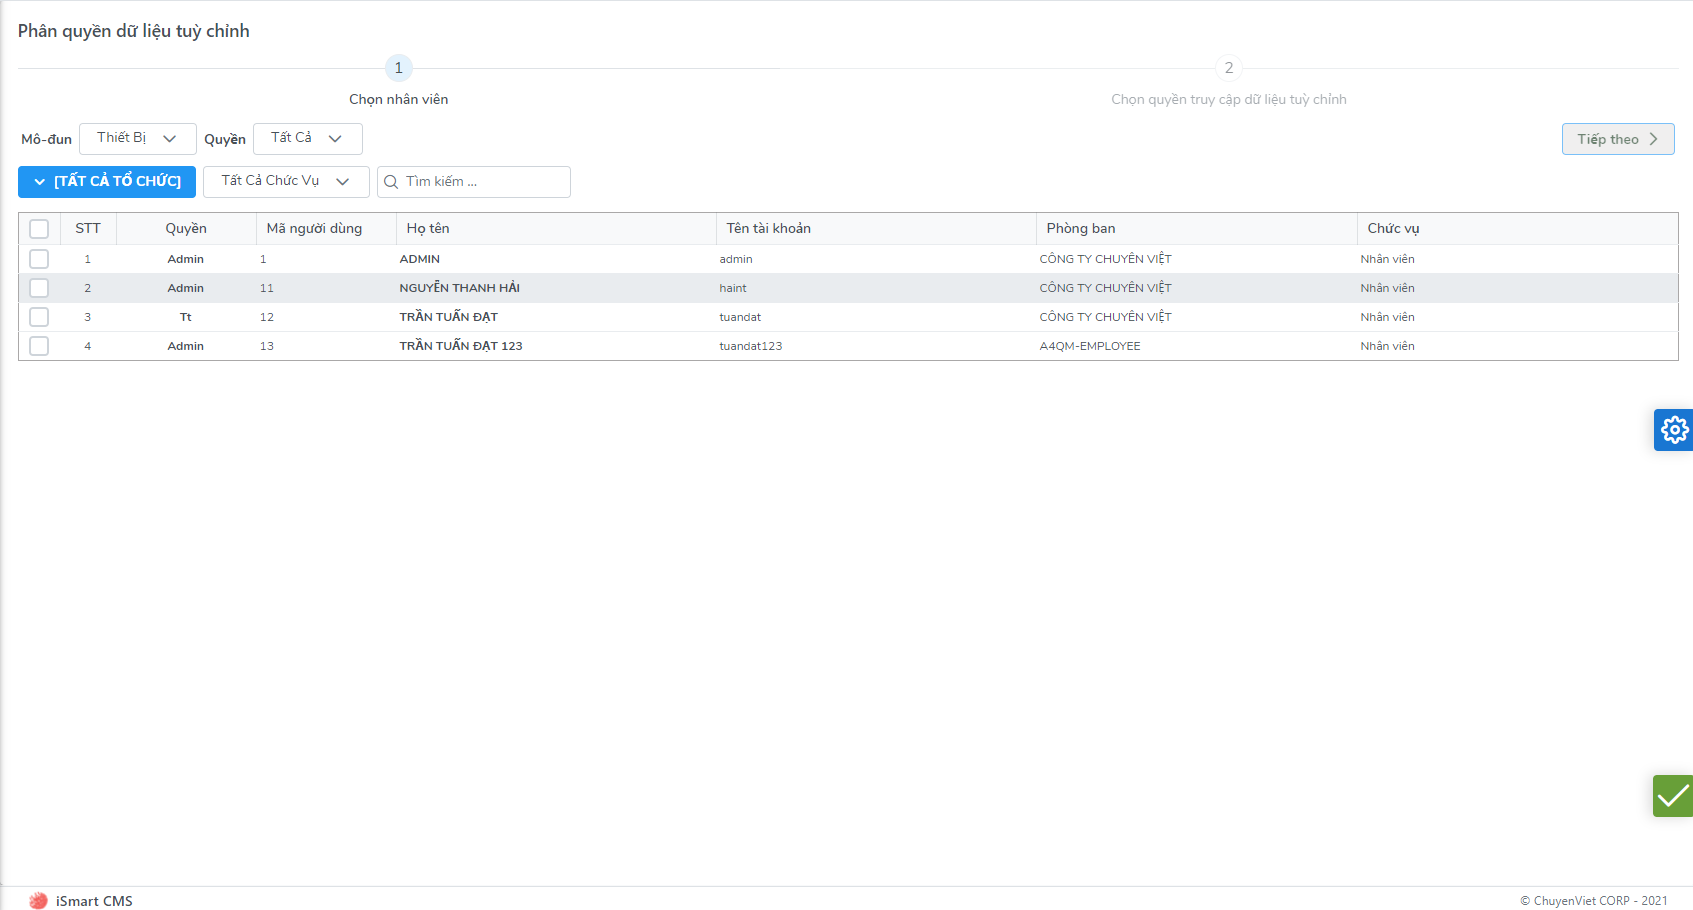 Phân quyền dữ liệu tuỳ chỉnh
1
2
Chọn nhân viên
Chọn quyền truy cập dữ liệu tuỳ chỉnh
Mô-đun Thiết Bị Quyền Tất Cả Tiếp theo
[TẤT CẢ TỔ CHỨC] Tất Cả Chức Vụ Tìm kiếm ...
STT Quyền Mã người dùng Họ tên Tên tài khoản Phòng ban Chức vụ
1 Admin 1 ADMIN admin CÔNG TY CHUYÊN VIỆT Nhân viên
2 Admin 11 NGUYỄN THANH HẢI haint CÔNG TY CHUYÊN VIỆT Nhân viên
3 Tt 12 TRẦN TUẤN ĐẠT tuandat CÔNG TY CHUYÊN VIỆT Nhân viên
4 Admin 13 TRẦN TUẤN ĐẠT 123 tuandat123 A4QM-EMPLOYEE Nhân viên
iSmart CMS
© ChuyenViet CORP - 2021